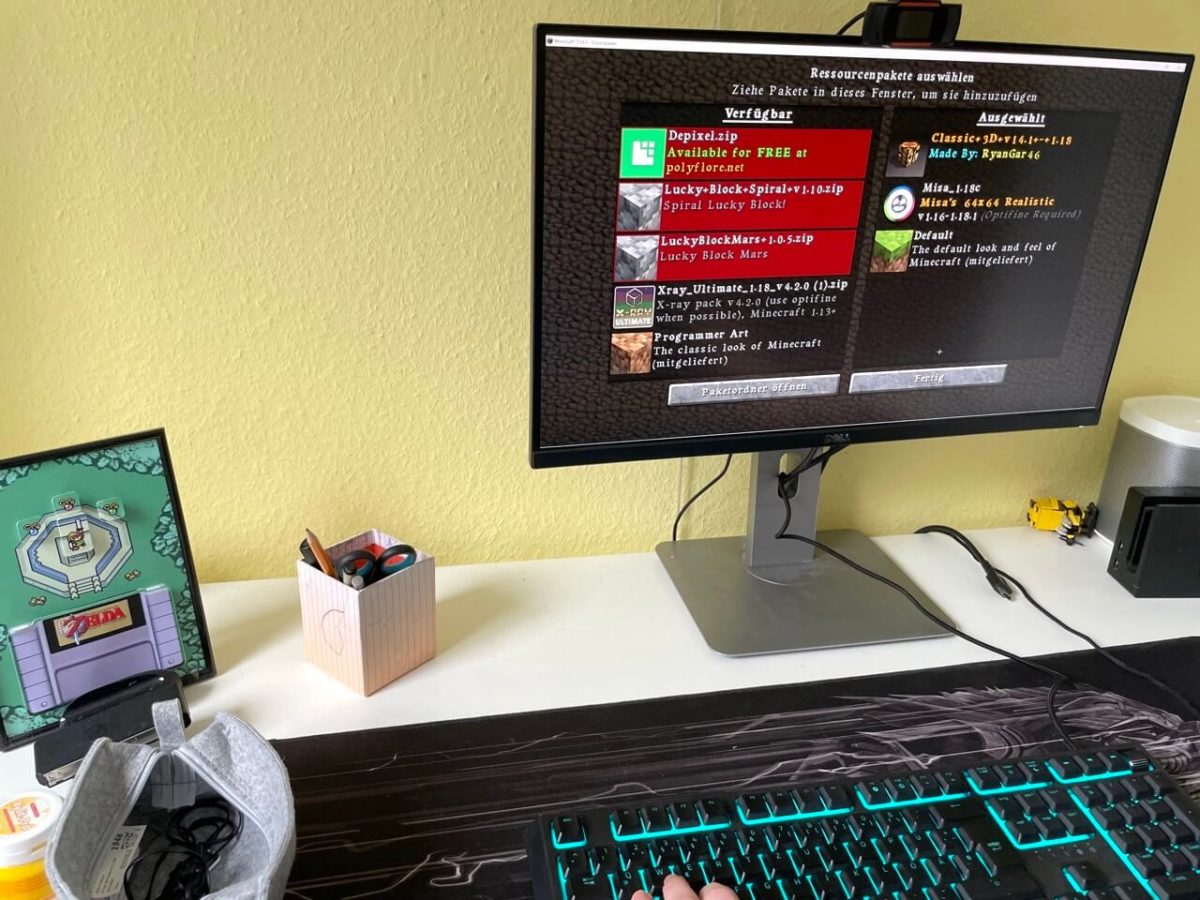 Ressourcenpakete auswählen
Ziehe Pakete in dieses Fenster, um sie hinzuzufügen
Verfügbar
Depixel.zip
Available for FREE at
polyflore.net
Lucky+Block+Spiral+v1.10.zip
Spiral Lucky Block!
LuckyBlockMars+1.0.5.zip
Lucky Block Mars
Xray_Ultimate_1.18_v4.2.0 (1).zip
X-ray pack v4.2.0 (use optifine
when possible), Minecraft 1.13+
X-RAY
ULTIMATE
Programmer Art
The classic look of Minecraft
(mitgeliefert)
Paketordner öffnen
Ausgewählt
Classic+3D+v14.1+-+1.18
Made By: RyanGar46
Misa_1.18c
Misa's 64x64 Realistic
v1.16-1.18.1 (Optifine Required)
Default
The default look and feel of
Minecraft (mitgeliefert)
Fertig
DELL
ZELDA
1948